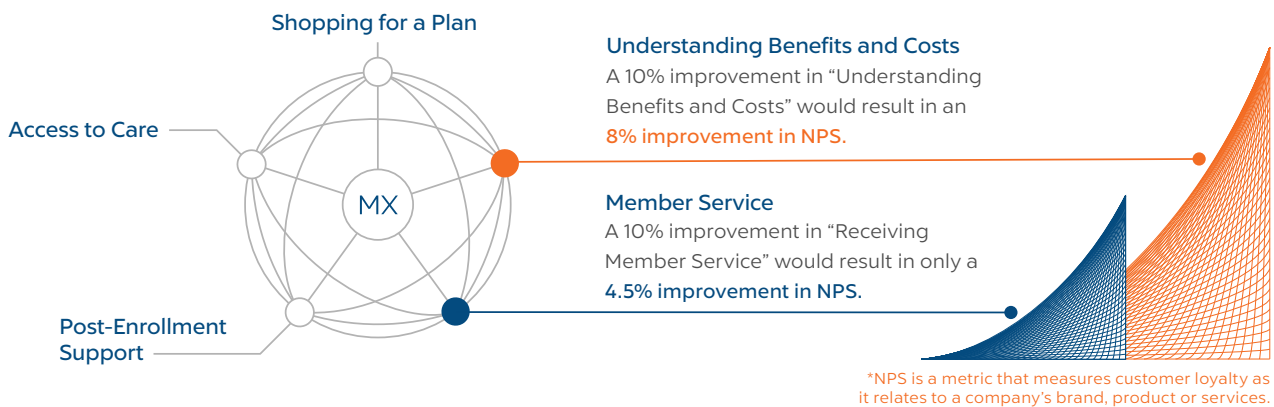 Shopping for a Plan
Access to Care
MX
Post-Enrollment
Support
Understanding Benefits and Costs
A 10% improvement in “Understanding
Benefits and Costs” would result in an
8% improvement in NPS.
Member Service
A 10% improvement in “Receiving
Member Service” would result in only a
4.5% improvement in NPS.
*NPS is a metric that measures customer loyalty as
it relates to a company’s brand, product or services.